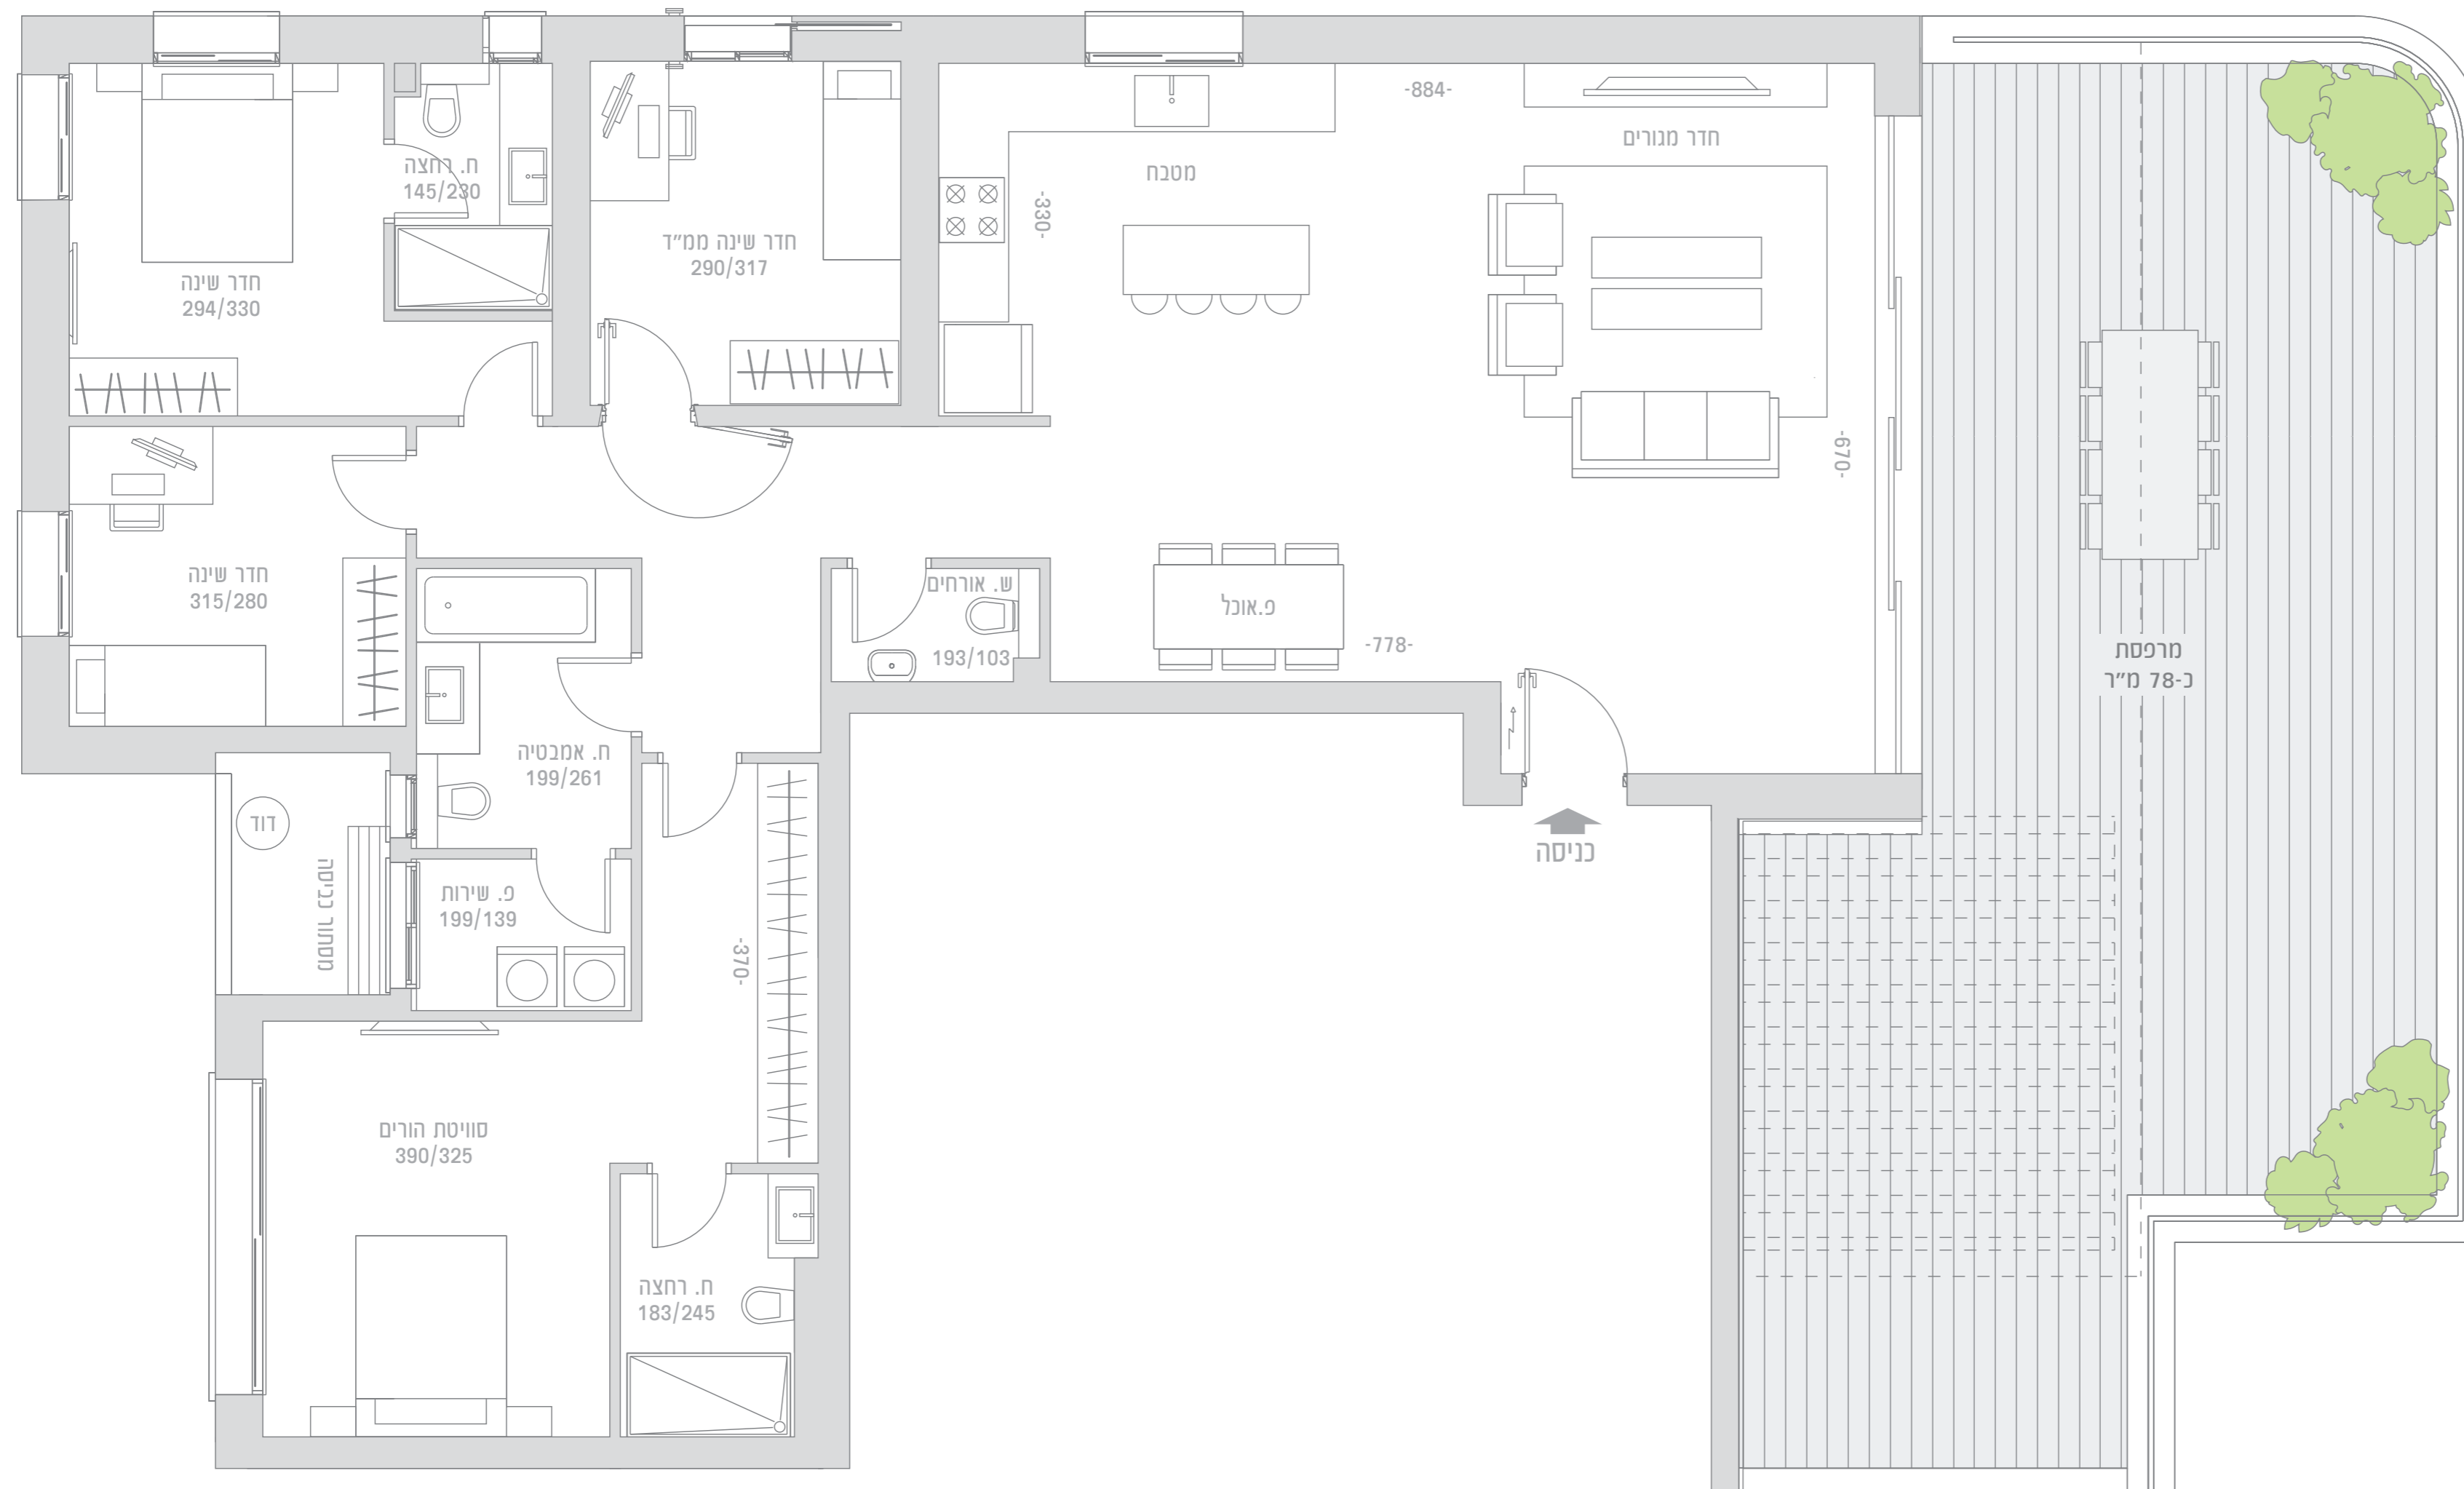 -884-
חדר מגורים
מטבח
-330-
ח. רחצה
145/230
חדר שינה ממ״ד
290/317
חדר שינה
294/330
-670-
חדר שינה
315/280
ש. אורחים
193/103
פ.אוכל
-778-
מרפסת
כ-78 מ״ר
ח. אמבטיה
199/261
דוד
מסתור כביסה
פ. שירות
199/139
כניסה
-370-
סוויטת הורים
390/325
ח. רחצה
183/245